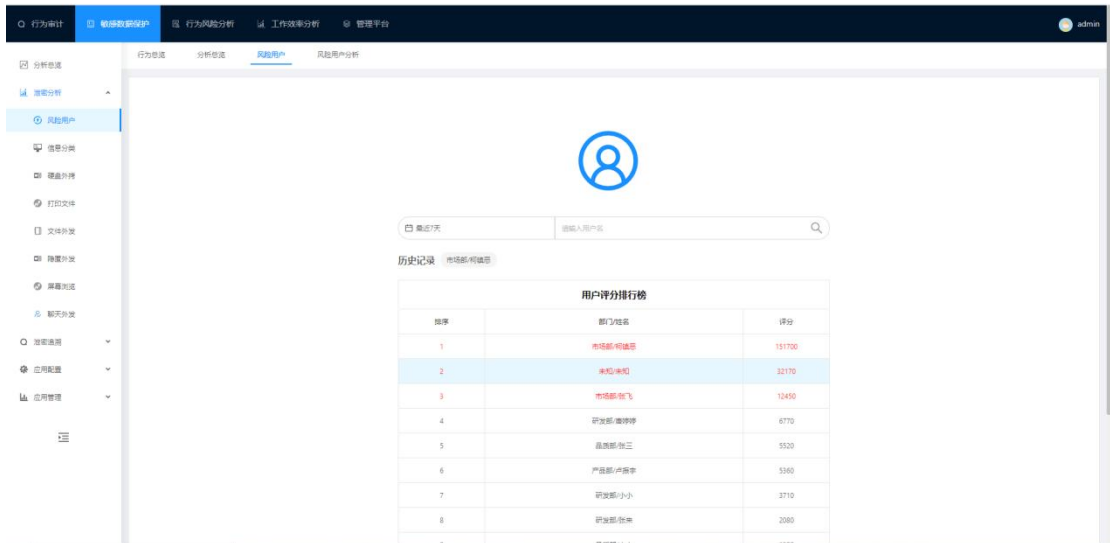 行为审计 敏感数据保护 行为风险分析 工作效率分析 管理平台 admin
行为总览 分析总览 风险用户 风险用户分析
分析总览
泄密分析
风险用户
信息分类
硬盘外拷
打印文件
文件外发
隐匿外发
屏幕浏览
聊天外发
泄密追溯
应用配置
应用管理
最近7天 请输入用户名
历史记录 市场部/柯镇恶
用户评分排行榜
排序 部门/姓名 评分
1 市场部/柯镇恶 151700
2 未知/未知 32170
3 市场部/张飞 12450
4 研发部/唐婷婷 6770
5 品质部/张三 5520
6 产品部/卢振宇 5360
7 研发部/小小 3710
8 研发部/张来 2080